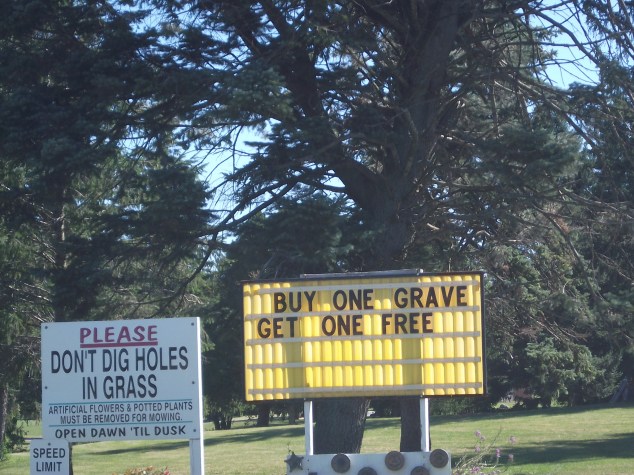 PLEASE
DON'T DIG HOLES
IN GRASS
ARTIFICIAL FLOWERS & POTTED PLANTS
MUST BE REMOVED FOR MOWING.
OPEN DAWN 'TIL DUSK
SPEED
LIMIT
BUY ONE GRAVE
GET ONE FREE